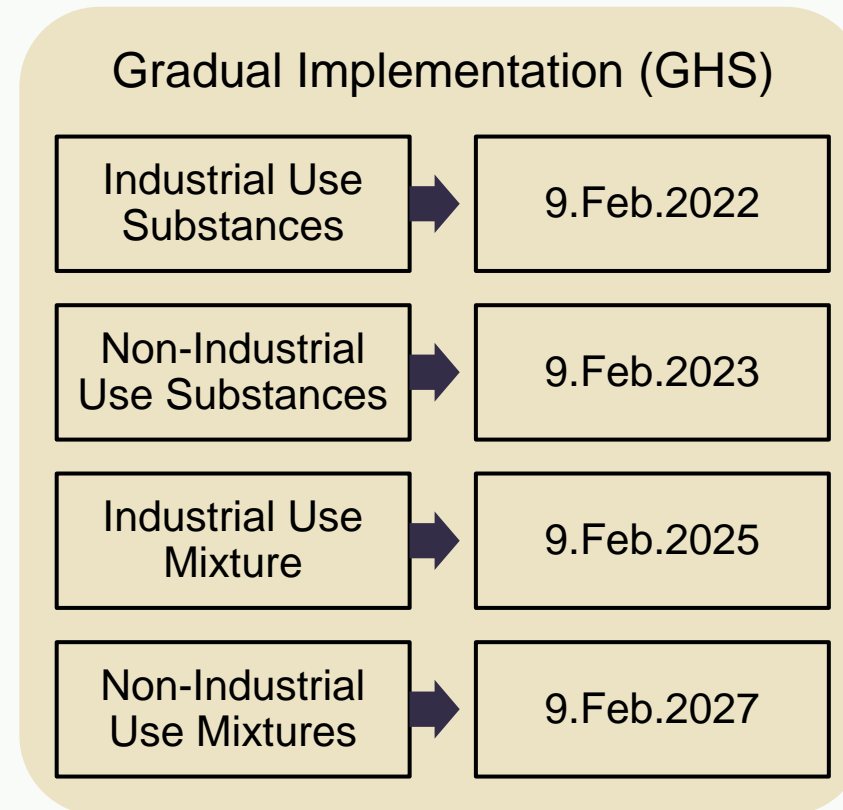 Gradual Implementation (GHS)
Industrial Use
Substances
9.Feb.2022
Non-Industrial
Use Substances
9.Feb.2023
Industrial Use
Mixture
9.Feb.2025
Non-Industrial
Use Mixtures
9.Feb.2027